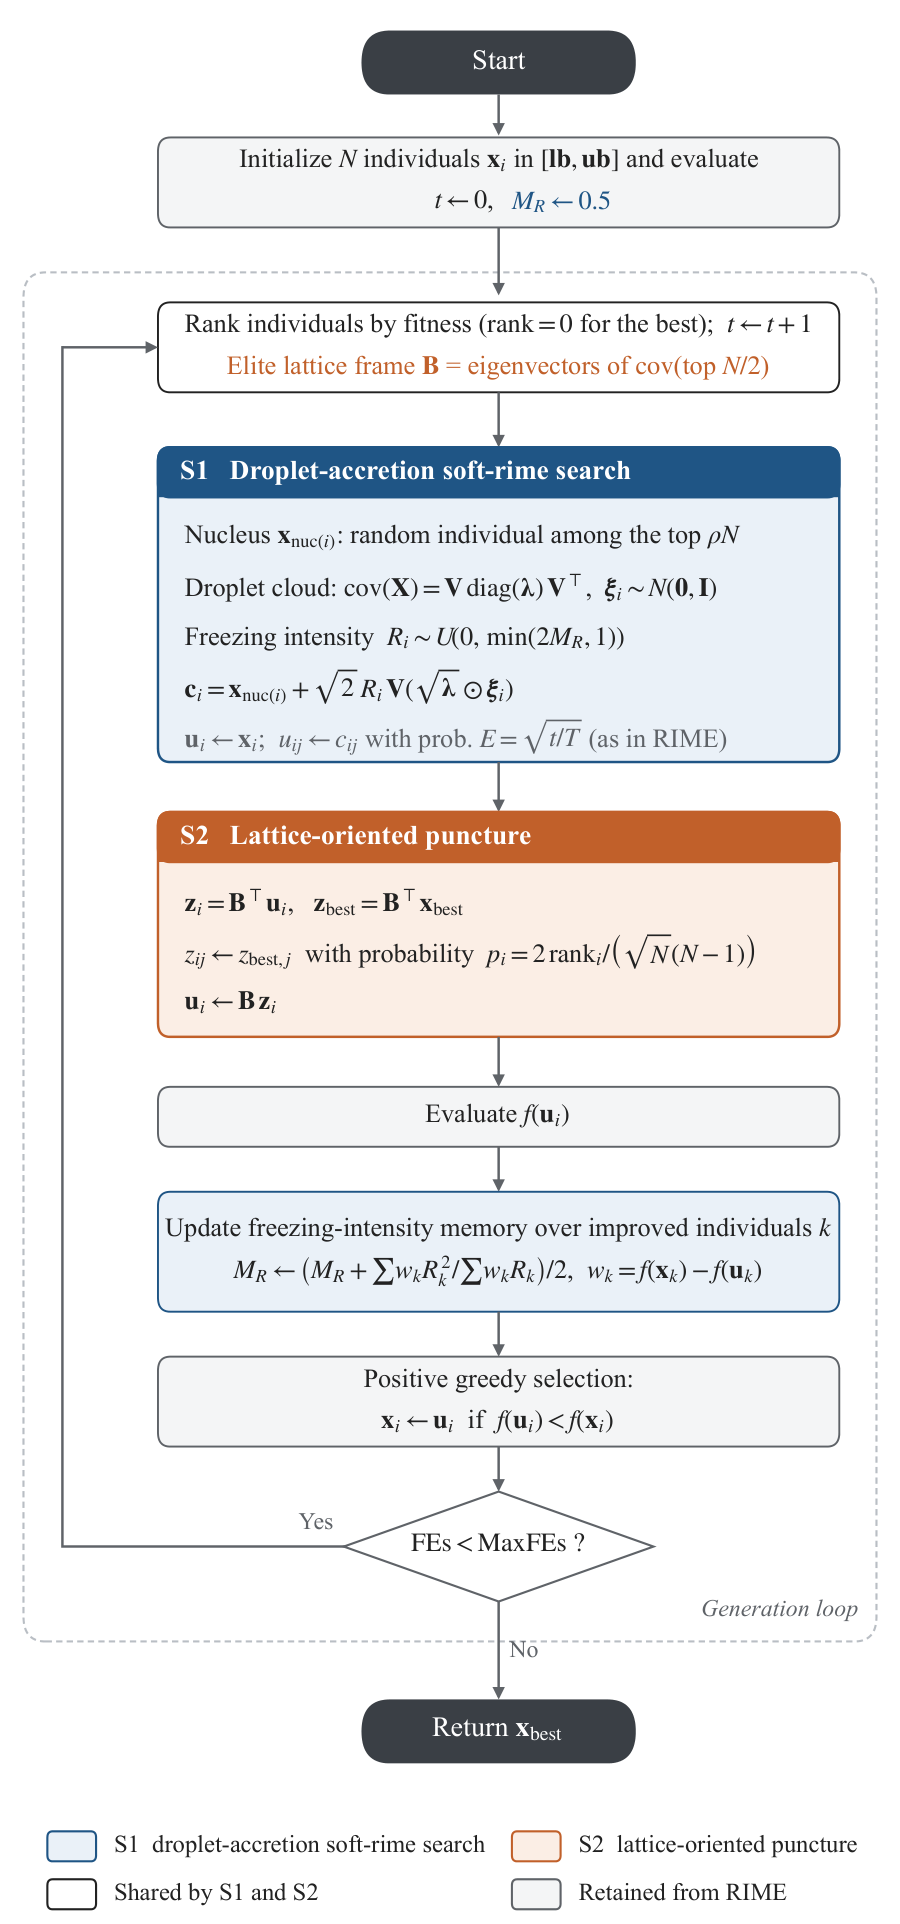 Start
Initialize N individuals x_i in [lb, ub] and evaluate
t ← 0, M_R ← 0.5
Rank individuals by fitness (rank = 0 for the best); t ← t + 1
Elite lattice frame B = eigenvectors of cov(top N/2)
S1 Droplet-accretion soft-rime search
Nucleus x_nuc(i): random individual among the top ρN
Droplet cloud: cov(X) = V diag(λ) V^⊤, ξ_i ~ N(0, I)
Freezing intensity R_i ~ U(0, min(2M_R, 1))
c_i = x_nuc(i) + √2 R_i V(√λ ⊙ ξ_i)
u_i ← x_i; u_ij ← c_ij with prob. E = √(t/T) (as in RIME)
S2 Lattice-oriented puncture
z_i = B^⊤ u_i, z_best = B^⊤ x_best
z_ij ← z_best,j with probability p_i = 2 rank_i/(√N(N − 1))
u_i ← B z_i
Evaluate f(u_i)
Update freezing-intensity memory over improved individuals k
M_R ← (M_R + ∑w_k R_k^2/∑w_k R_k)/2, w_k = f(x_k) − f(u_k)
Positive greedy selection:
x_i ← u_i if f(u_i) < f(x_i)
Yes
FEs < MaxFEs ?
Generation loop
No
Return x_best
S1 droplet-accretion soft-rime search
S2 lattice-oriented puncture
Shared by S1 and S2
Retained from RIME